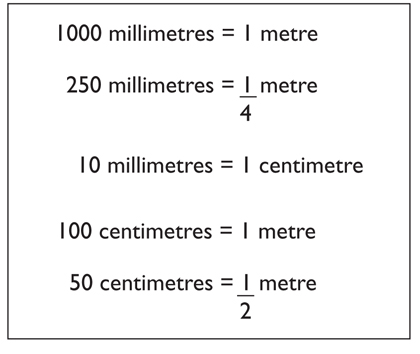 1000 millimetres = 1 metre
250 millimetres = 1/4 metre
10 millimetres = 1 centimetre
100 centimetres = 1 metre
50 centimetres = 1/2 metre